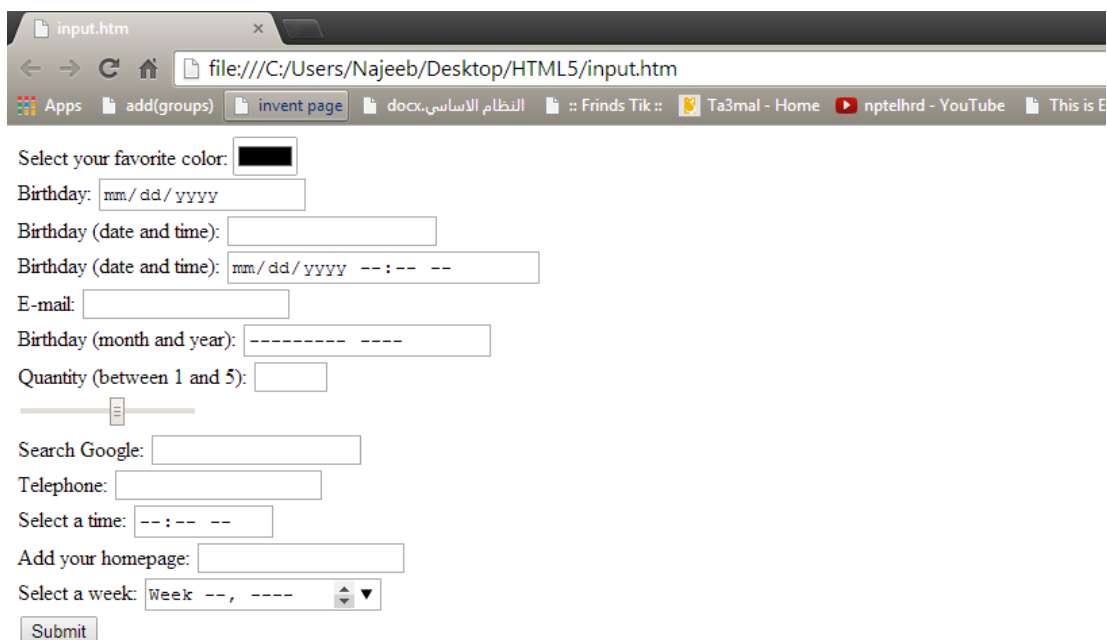 input.htm
file:///C:/Users/Najeeb/Desktop/HTML5/input.htm
Apps add(groups) invent page النظام الاساسي.docx :: Frinds Tik :: Ta3mal - Home nptelhrd - YouTube This is E
Select your favorite color:
Birthday: mm/dd/yyyy
Birthday (date and time):
Birthday (date and time): mm/dd/yyyy --:-- --
E-mail:
Birthday (month and year): --------- ----
Quantity (between 1 and 5):
Search Google:
Telephone:
Select a time: --:-- --
Add your homepage:
Select a week: Week --, ----
Submit